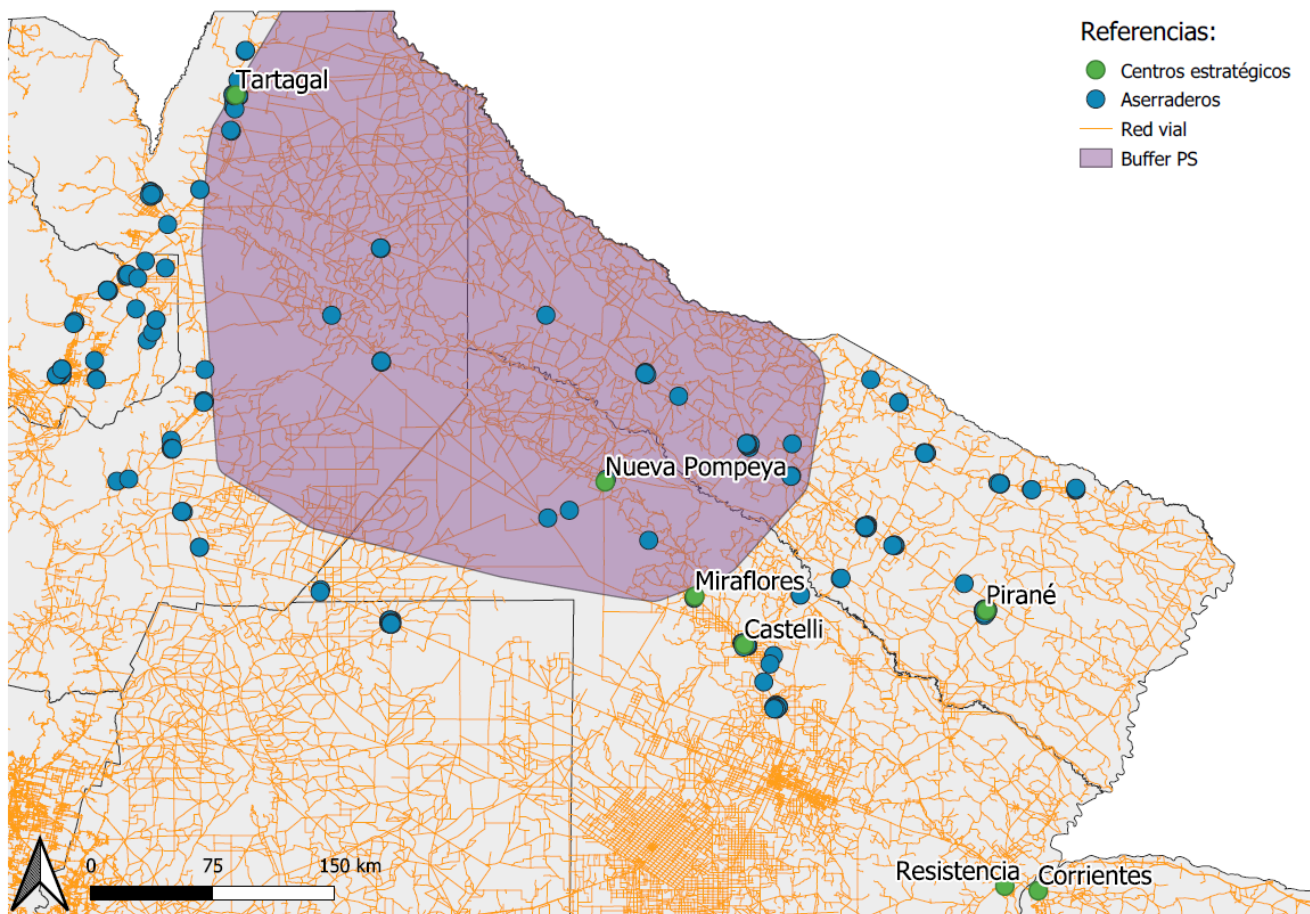 Referencias:
Centros estratégicos
Aserraderos
Red vial
Buffer PS
Tartagal
Nueva Pompeya
Miraflores
Pirané
Castelli
Resistencia
Corrientes
0 75 150 km